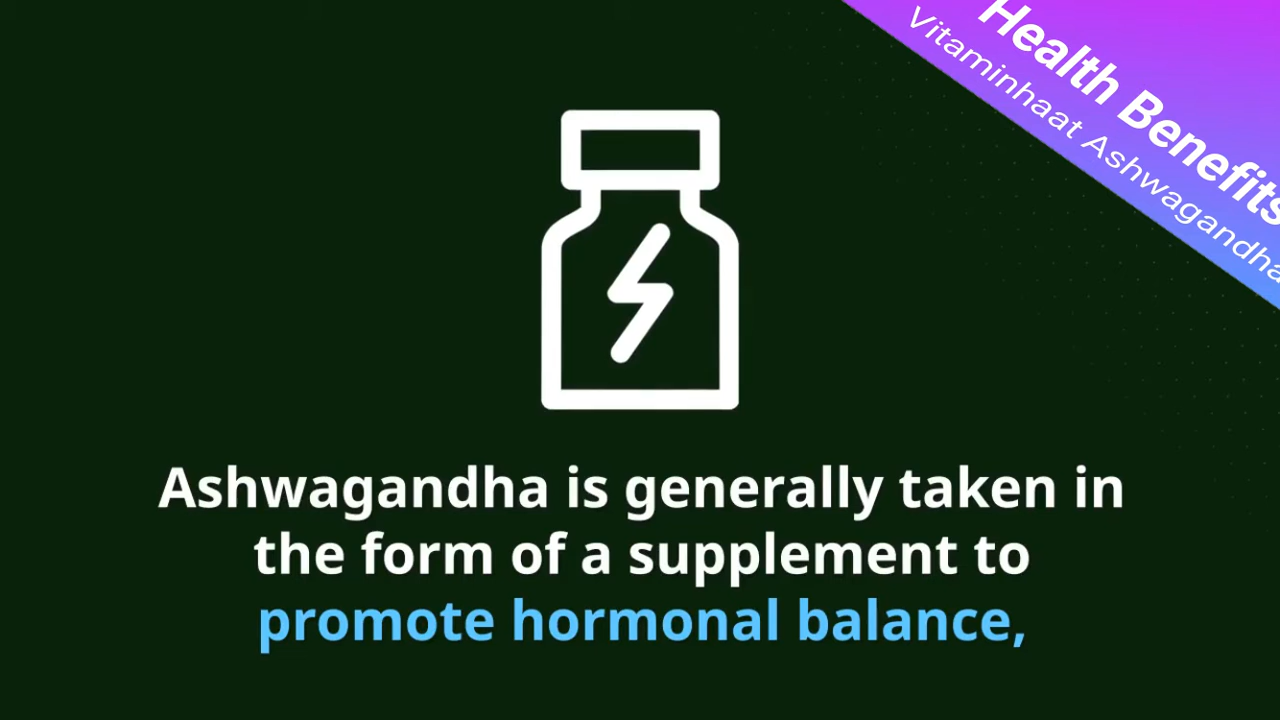 Health Benefits
Vitaminhaat Ashwagandha
Ashwagandha is generally taken in
the form of a supplement to
promote hormonal balance,